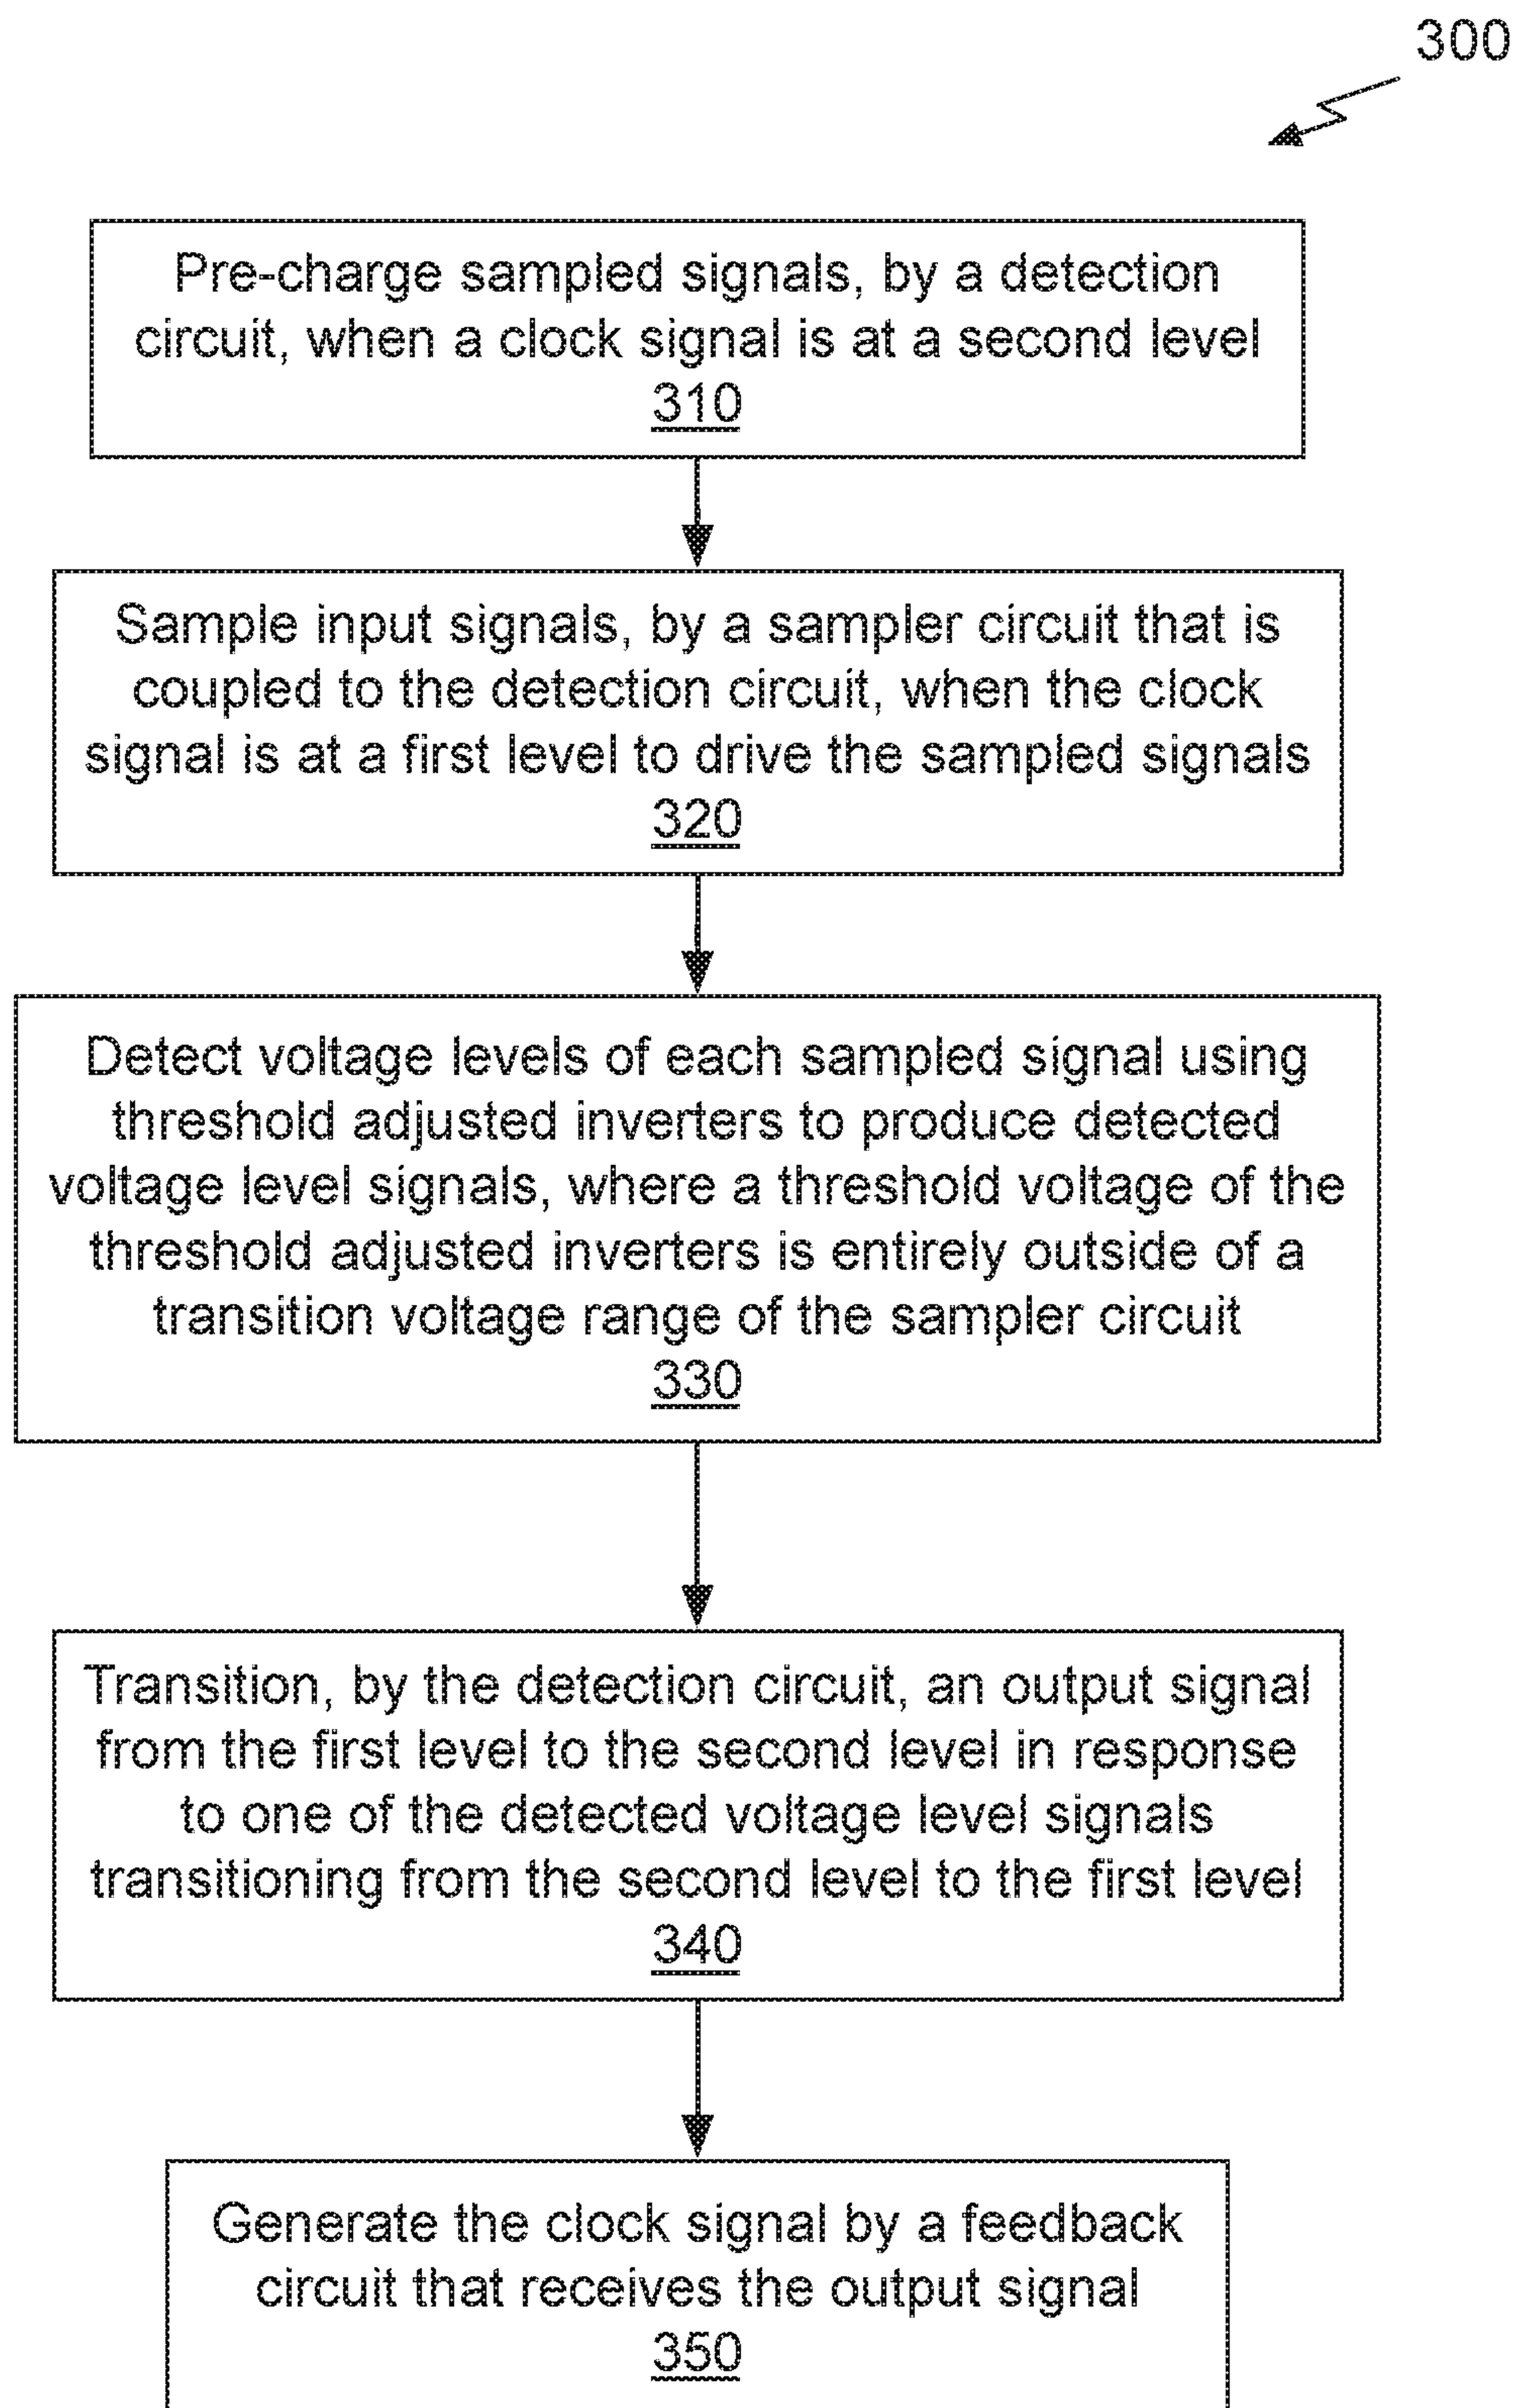 300
Pre-charge sampled signals, by a detection
circuit, when a clock signal is at a second level
310
Sample input signals, by a sampler circuit that is
coupled to the detection circuit, when the clock
signal is at a first level to drive the sampled signals
320
Detect voltage levels of each sampled signal using
threshold adjusted inverters to produce detected
voltage level signals, where a threshold voltage of the
threshold adjusted inverters is entirely outside of a
transition voltage range of the sampler circuit
330
Transition, by the detection circuit, an output signal
from the first level to the second level in response
to one of the detected voltage level signals
transitioning from the second level to the first level
340
Generate the clock signal by a feedback
circuit that receives the output signal
350